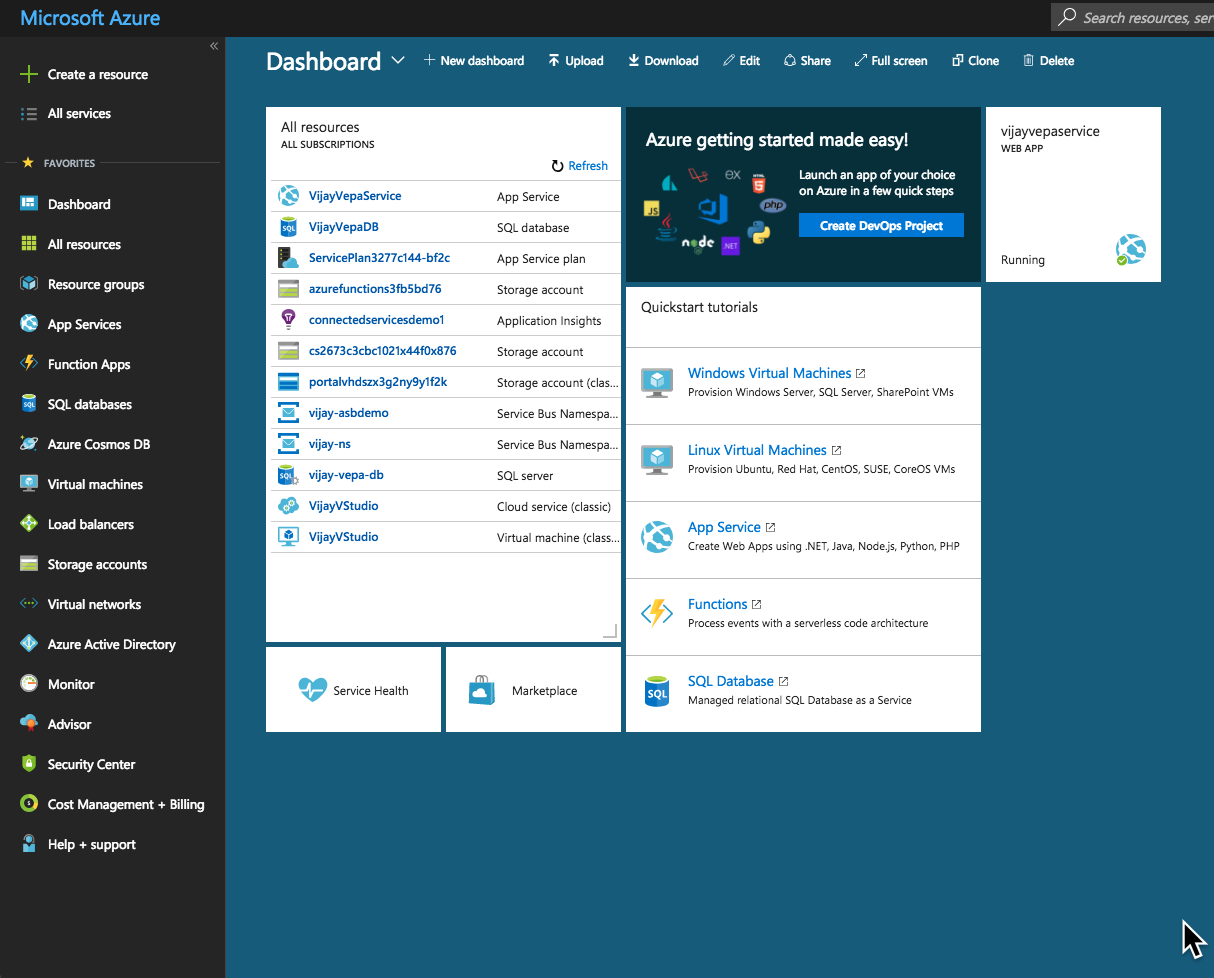 Microsoft Azure
Search resources, ser
Create a resource
All services
FAVORITES
Dashboard
All resources
Resource groups
App Services
Function Apps
SQL databases
Azure Cosmos DB
Virtual machines
Load balancers
Storage accounts
Virtual networks
Azure Active Directory
Monitor
Advisor
Security Center
Cost Management + Billing
Help + support
Dashboard
New dashboard
Upload
Download
Edit
Share
Full screen
Clone
Delete
All resources
ALL SUBSCRIPTIONS
Refresh
VijayVepaService App Service
VijayVepaDB SQL database
ServicePlan3277c144-bf2c App Service plan
azurefunctions3fb5bd76 Storage account
connectedservicesdemo1 Application Insights
cs2673c3cbc1021x44f0x876 Storage account
portalvhdszx3g2ny9y1f2k Storage account (clas...
vijay-asbdemo Service Bus Namespa...
vijay-ns Service Bus Namespa...
vijay-vepa-db SQL server
VijayVStudio Cloud service (classic)
VijayVStudio Virtual machine (class...
Service Health
Marketplace
Azure getting started made easy!
EX
JS
php
node
.NET
Launch an app of your choice
on Azure in a few quick steps
Create DevOps Project
Quickstart tutorials
Windows Virtual Machines
Provision Windows Server, SQL Server, SharePoint VMs
Linux Virtual Machines
Provision Ubuntu, Red Hat, CentOS, SUSE, CoreOS VMs
App Service
Create Web Apps using .NET, Java, Node.js, Python, PHP
Functions
Process events with a serverless code architecture
SQL
SQL Database
Managed relational SQL Database as a Service
vijayvepaservice
WEB APP
Running